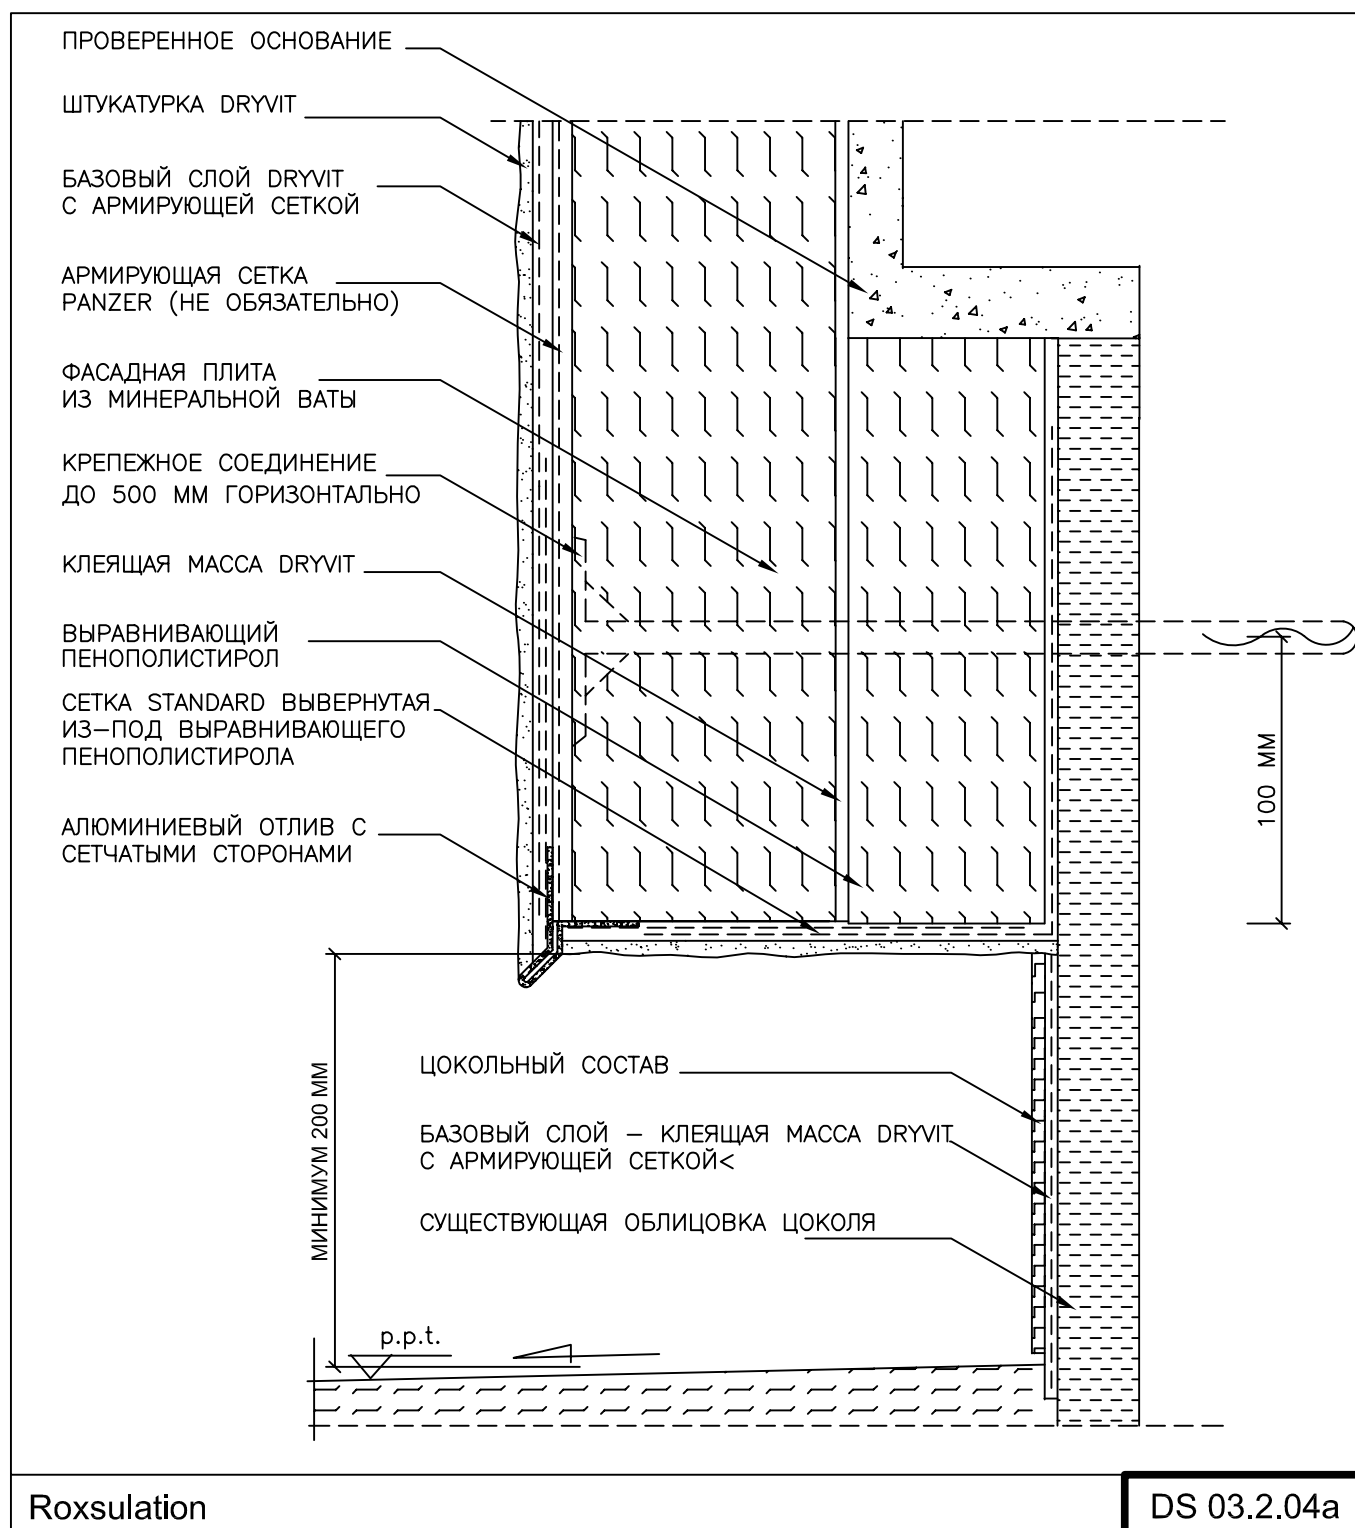 ПРОВЕРЕННОЕ ОСНОВАНИЕ
ШТУКАТУРКА DRYVIT
БАЗОВЫЙ СЛОЙ DRYVIT
С АРМИРУЮЩЕЙ СЕТКОЙ
АРМИРУЮЩАЯ СЕТКА
PANZER (НЕ ОБЯЗАТЕЛЬНО)
ФАСАДНАЯ ПЛИТА
ИЗ МИНЕРАЛЬНОЙ ВАТЫ
КРЕПЕЖНОЕ СОЕДИНЕНИЕ
ДО 500 ММ ГОРИЗОНТАЛЬНО
КЛЕЯЩАЯ МАССА DRYVIT
ВЫРАВНИВАЮЩИЙ
ПЕНОПОЛИСТИРОЛ
СЕТКА STANDARD ВЫВЕРНУТАЯ
ИЗ-ПОД ВЫРАВНИВАЮЩЕГО
ПЕНОПОЛИСТИРОЛА
АЛЮМИНИЕВЫЙ ОТЛИВ С
СЕТЧАТЫМИ СТОРОНАМИ
100 ММ
МИНИМУМ 200 ММ
ЦОКОЛЬНЫЙ СОСТАВ
БАЗОВЫЙ СЛОЙ – КЛЕЯЩАЯ МАССА DRYVIT
С АРМИРУЮЩЕЙ СЕТКОЙ<
СУЩЕСТВУЮЩАЯ ОБЛИЦОВКА ЦОКОЛЯ
p.p.t.
Roxsulation
DS 03.2.04a